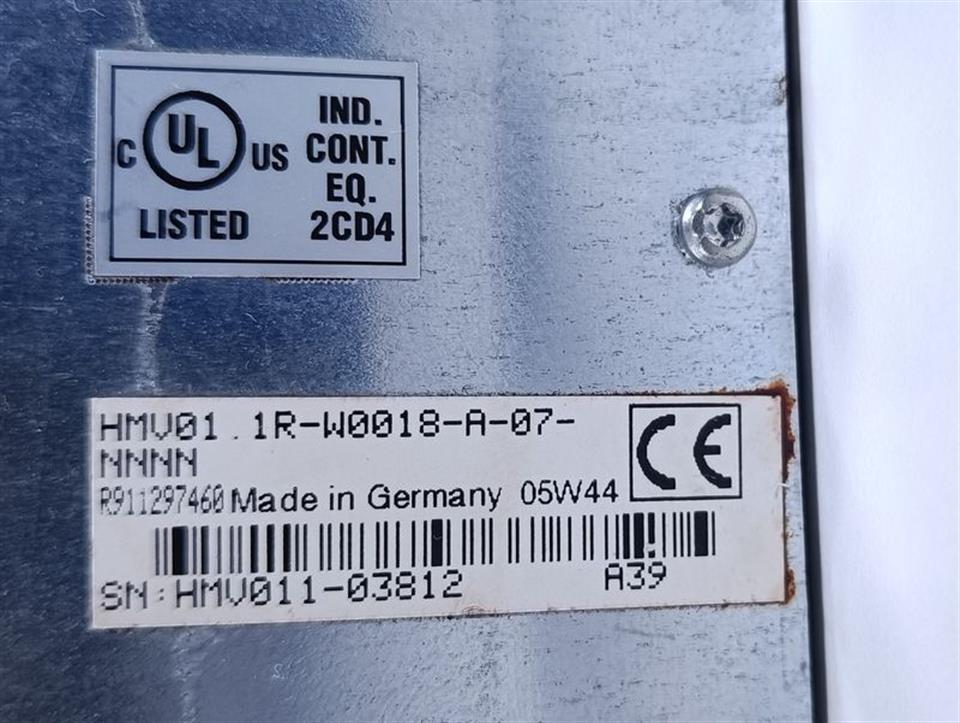 C UL US IND. CONT. EQ.
LISTED 2CD4
HMV01.1R-W0018-A-07-
NNNN
R911297460 Made in Germany 05W44
CE
SN:HMV011-03812 A39